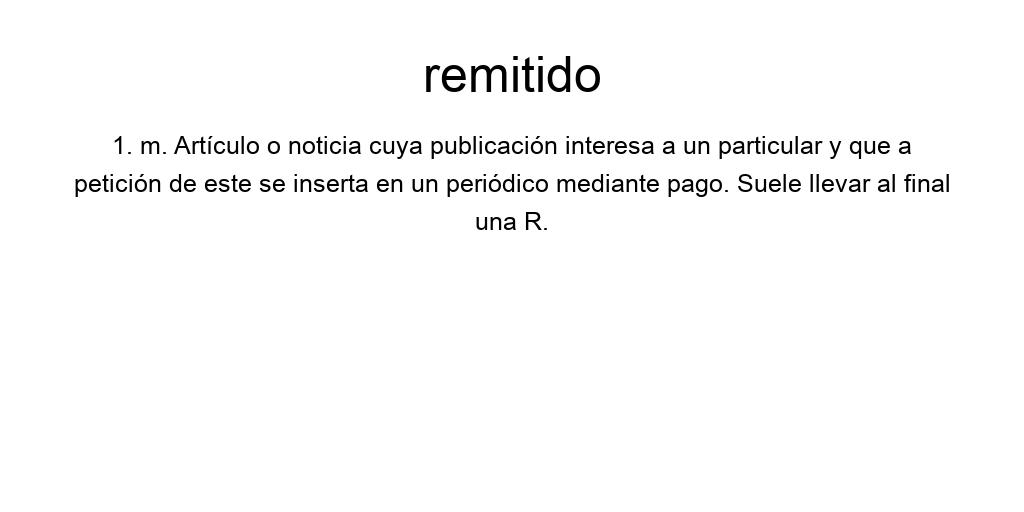 remitido
1. m. Artículo o noticia cuya publicación interesa a un particular y que a
petición de este se inserta en un periódico mediante pago. Suele llevar al final
una R.